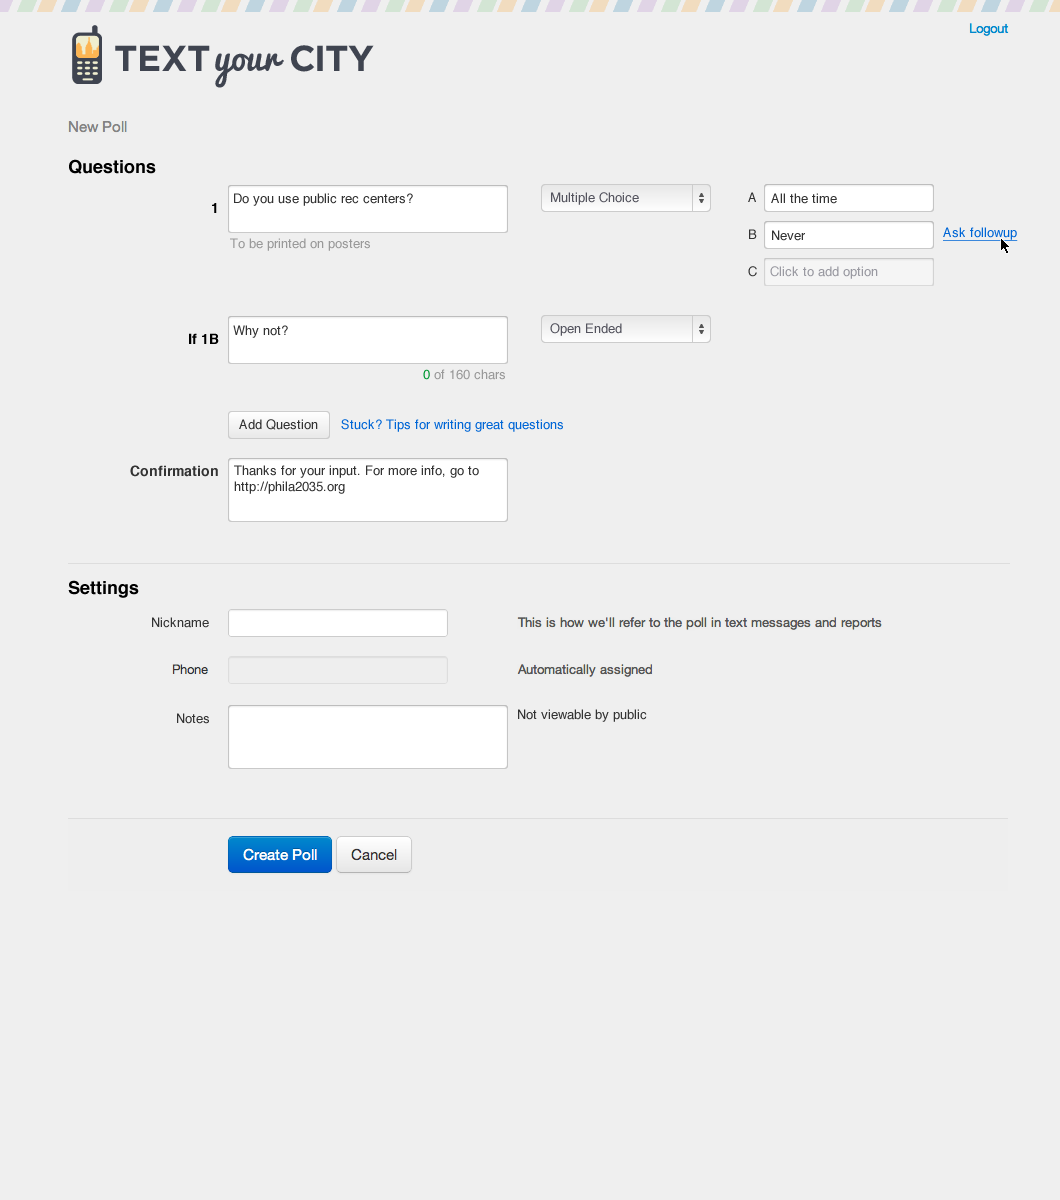 Logout
TEXT your CITY
New Poll
Questions
1
Do you use public rec centers?
Multiple Choice
A
All the time
To be printed on posters
B
Never
Ask followup
C
Click to add option
If 1B
Why not?
Open Ended
0 of 160 chars
Add Question
Stuck? Tips for writing great questions
Confirmation
Thanks for your input. For more info, go to
http://phila2035.org
Settings
Nickname
This is how we'll refer to the poll in text messages and reports
Phone
Automatically assigned
Notes
Not viewable by public
Create Poll
Cancel